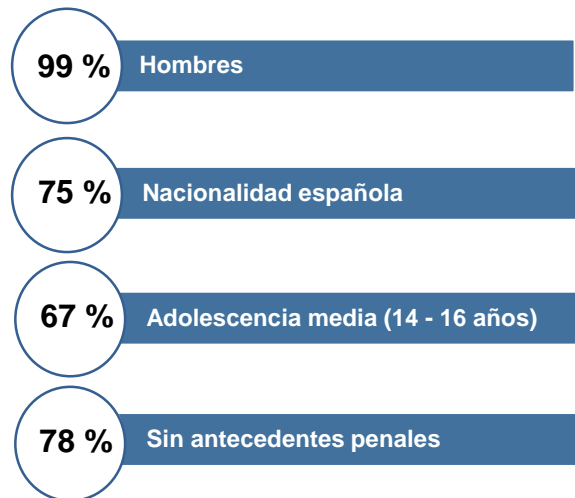 99 % Hombres
75 % Nacionalidad española
67 % Adolescencia media (14 - 16 años)
78 % Sin antecedentes penales